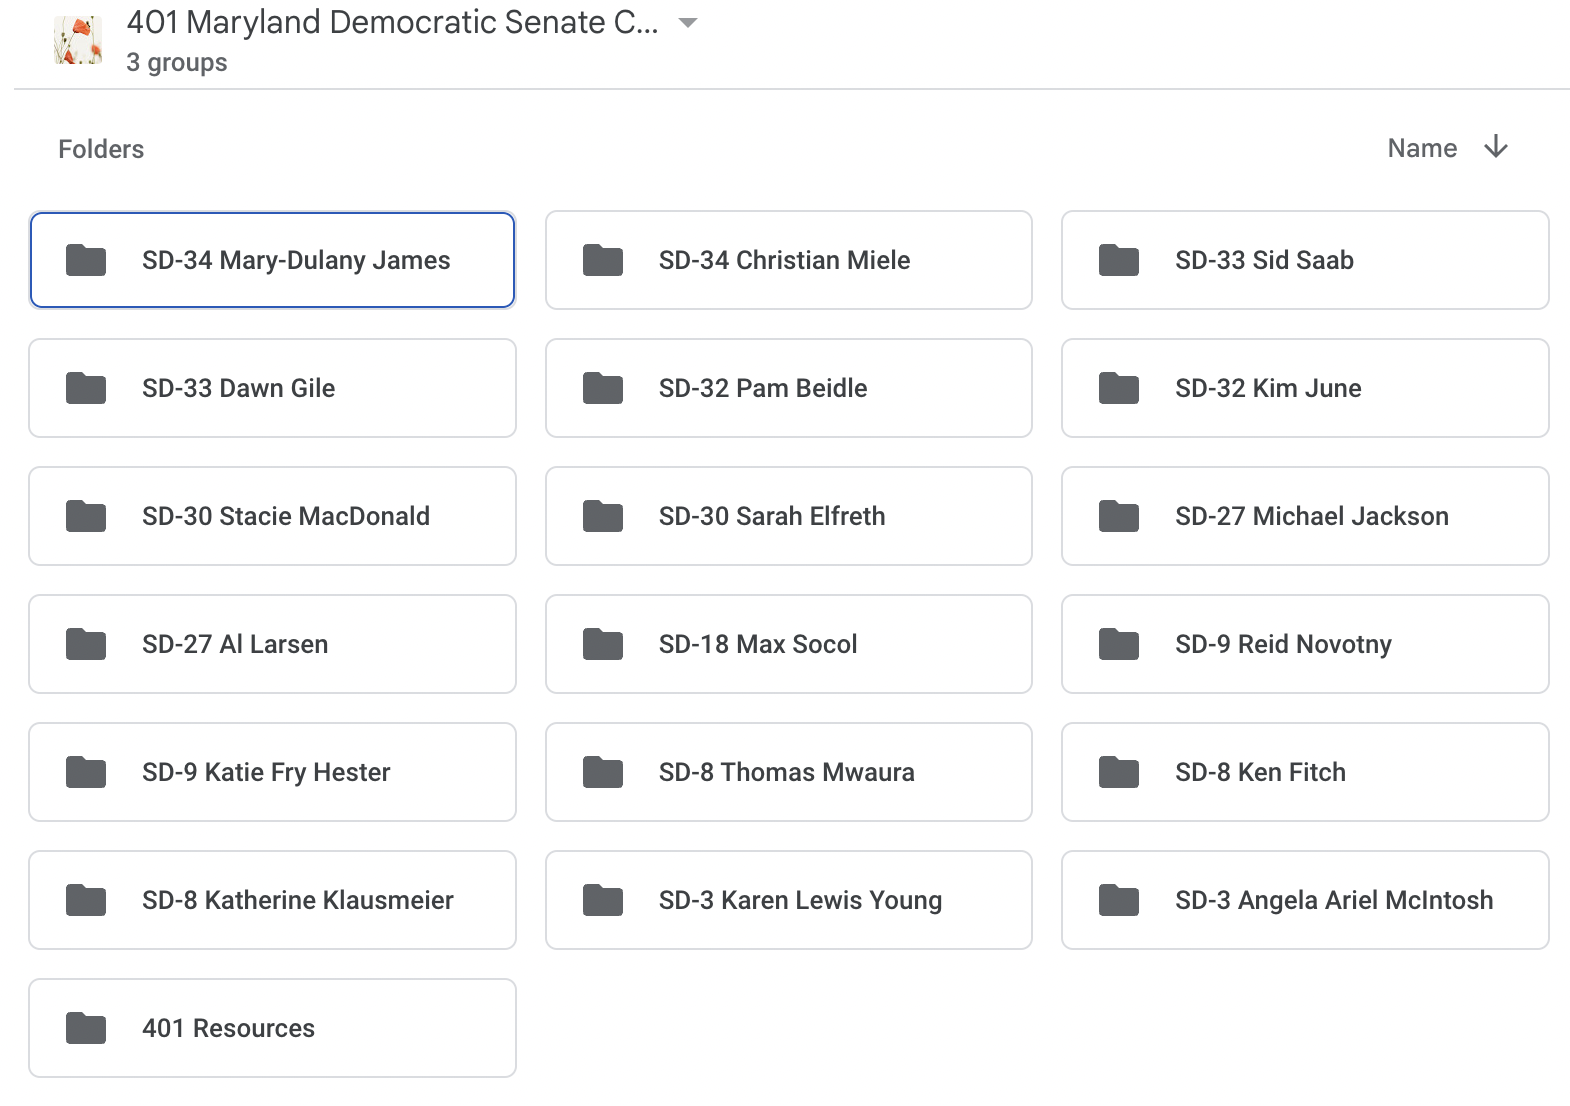 401 Maryland Democratic Senate C...
3 groups
Folders
Name
SD-34 Mary-Dulany James
SD-34 Christian Miele
SD-33 Sid Saab
SD-33 Dawn Gile
SD-32 Pam Beidle
SD-32 Kim June
SD-30 Stacie MacDonald
SD-30 Sarah Elfreth
SD-27 Michael Jackson
SD-27 Al Larsen
SD-18 Max Socol
SD-9 Reid Novotny
SD-9 Katie Fry Hester
SD-8 Thomas Mwaura
SD-8 Ken Fitch
SD-8 Katherine Klausmeier
SD-3 Karen Lewis Young
SD-3 Angela Ariel McIntosh
401 Resources